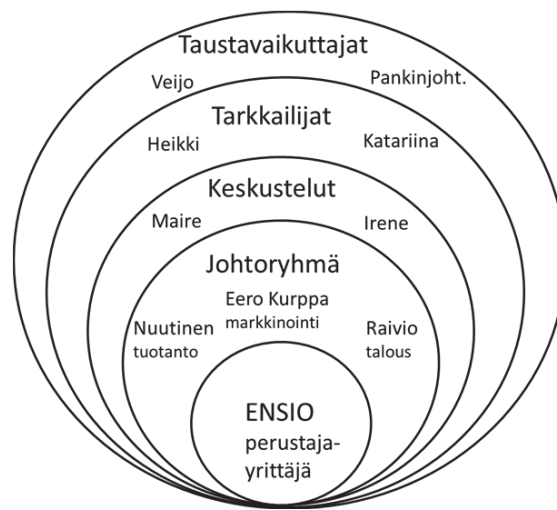 Taustavaikuttajat
Veijo Pankinjoht.
Tarkkailijat
Heikki Katariina
Keskustelut
Maire Irene
Johtoryhmä
Eero Kurppa
markkinointi
Nuutinen
tuotanto
Raivio
talous
ENSIO
perustaja-
yrittäjä